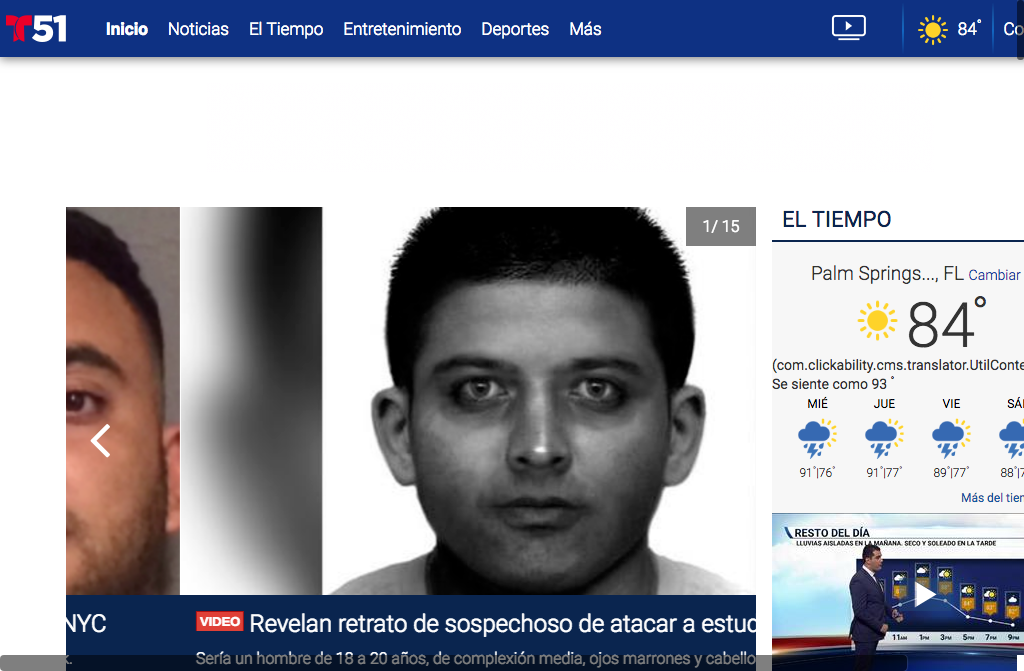 T51
Inicio Noticias El Tiempo Entretenimiento Deportes Más
84°
Co
1/ 15
NYC
k.
VIDEO Revelan retrato de sospechoso de atacar a estud
Sería un hombre de 18 a 20 años, de complexión media, ojos marrones y cabello
EL TIEMPO
Palm Springs..., FL Cambiar
84°
(com.clickability.cms.translator.UtilConte
Se siente como 93 °
MIÉ JUE VIE SÁ
91°|76° 91°|77° 89°|77° 88°|7
Más del tien
RESTO DEL DÍA
LLUVIAS AISLADAS EN LA MAÑANA. SECO Y SOLEADO EN LA TARDE
11AM 1PM 3PM 5PM 7PM 9PM